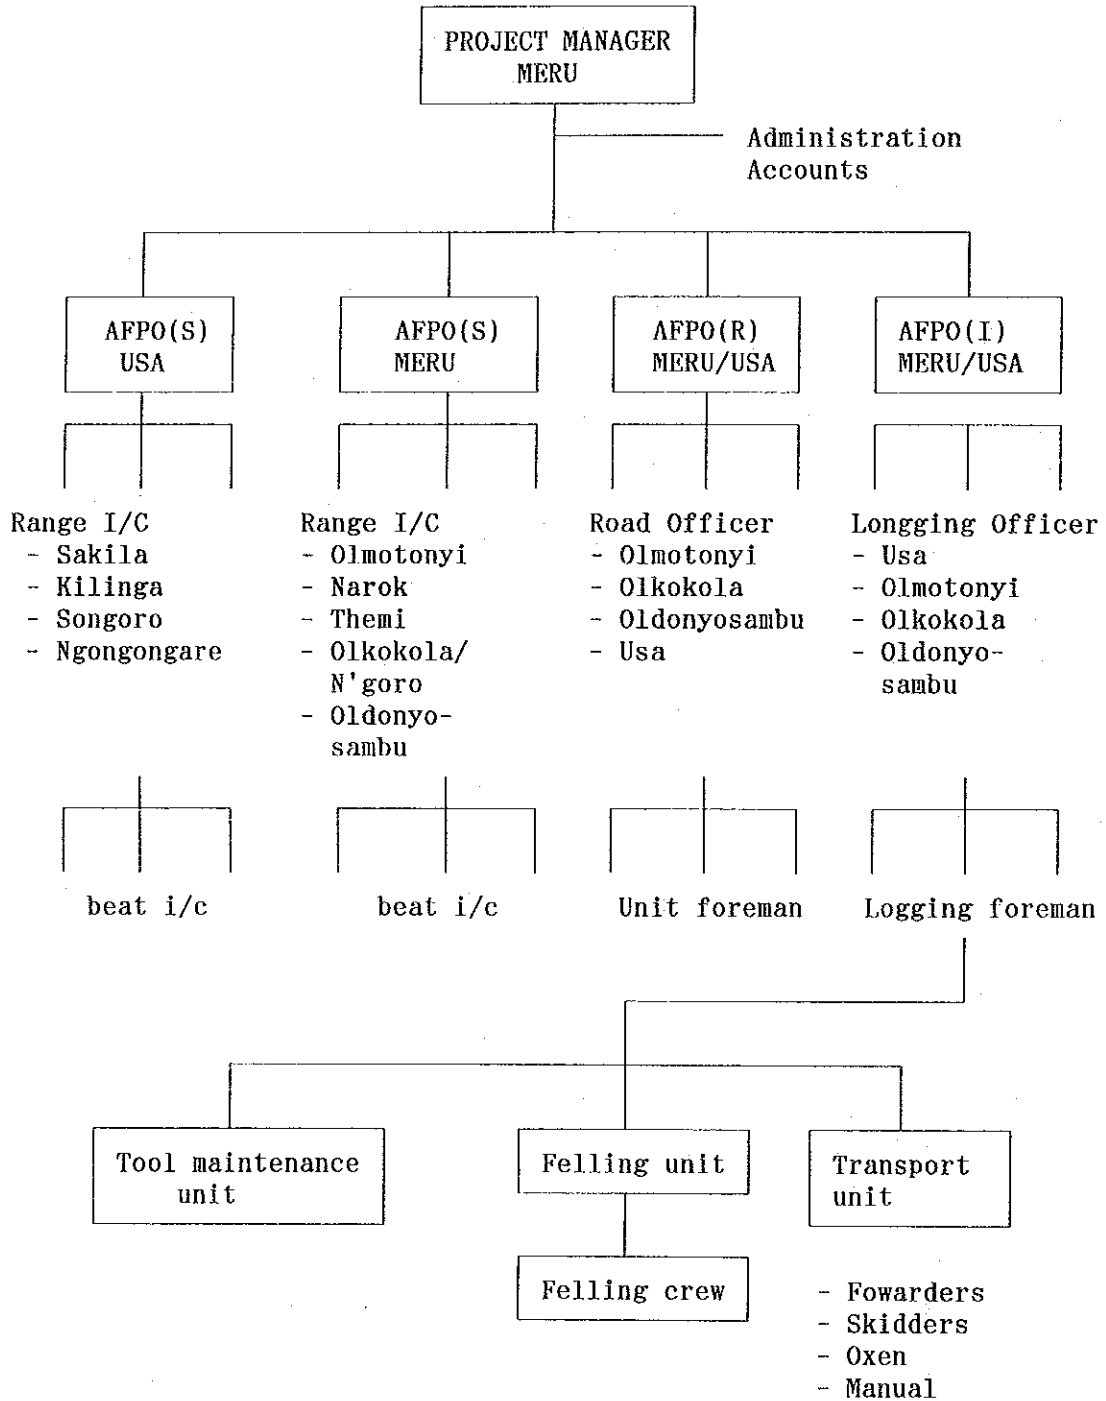 PROJECT MANAGER
MERU
Administration
Accounts
AFPO(S)
USA
AFPO(S)
MERU
AFPO(R)
MERU/USA
AFPO(I)
MERU/USA
Range I/C
- Sakila
- Kilinga
- Songoro
- Ngongongare
Range I/C
- Olmotonyi
- Narok
- Themi
- Olkokola/
N'goro
- Oldonyo-
sambu
Road Officer
- Olmotonyi
- Olkokola
- Oldonyosambu
- Usa
Longging Officer
- Usa
- Olmotonyi
- Olkokola
- Oldonyo-
sambu
beat i/c
beat i/c
Unit foreman
Logging foreman
Tool maintenance
unit
Felling unit
Transport
unit
Felling crew
- Fowarders
- Skidders
- Oxen
- Manual